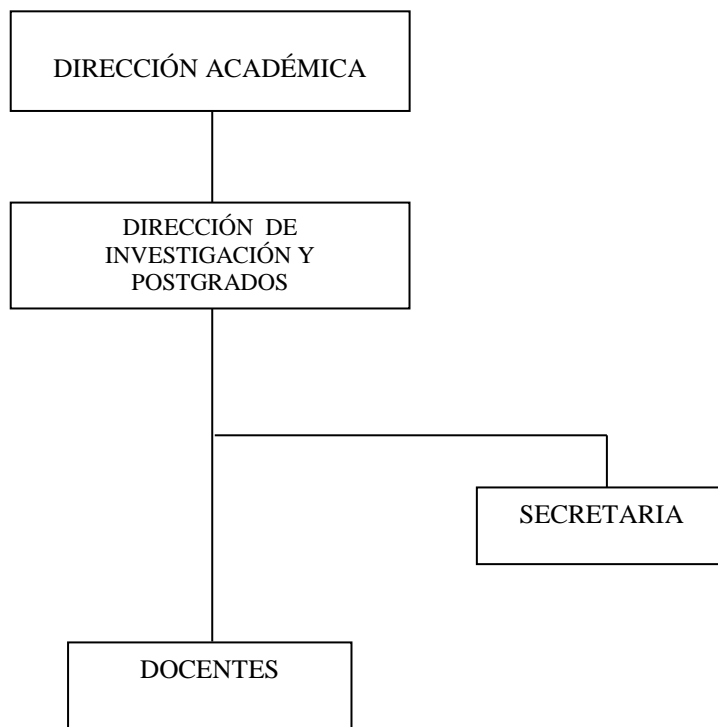 DIRECCIÓN ACADÉMICA
DIRECCIÓN DE
INVESTIGACIÓN Y
POSTGRADOS
SECRETARIA
DOCENTES